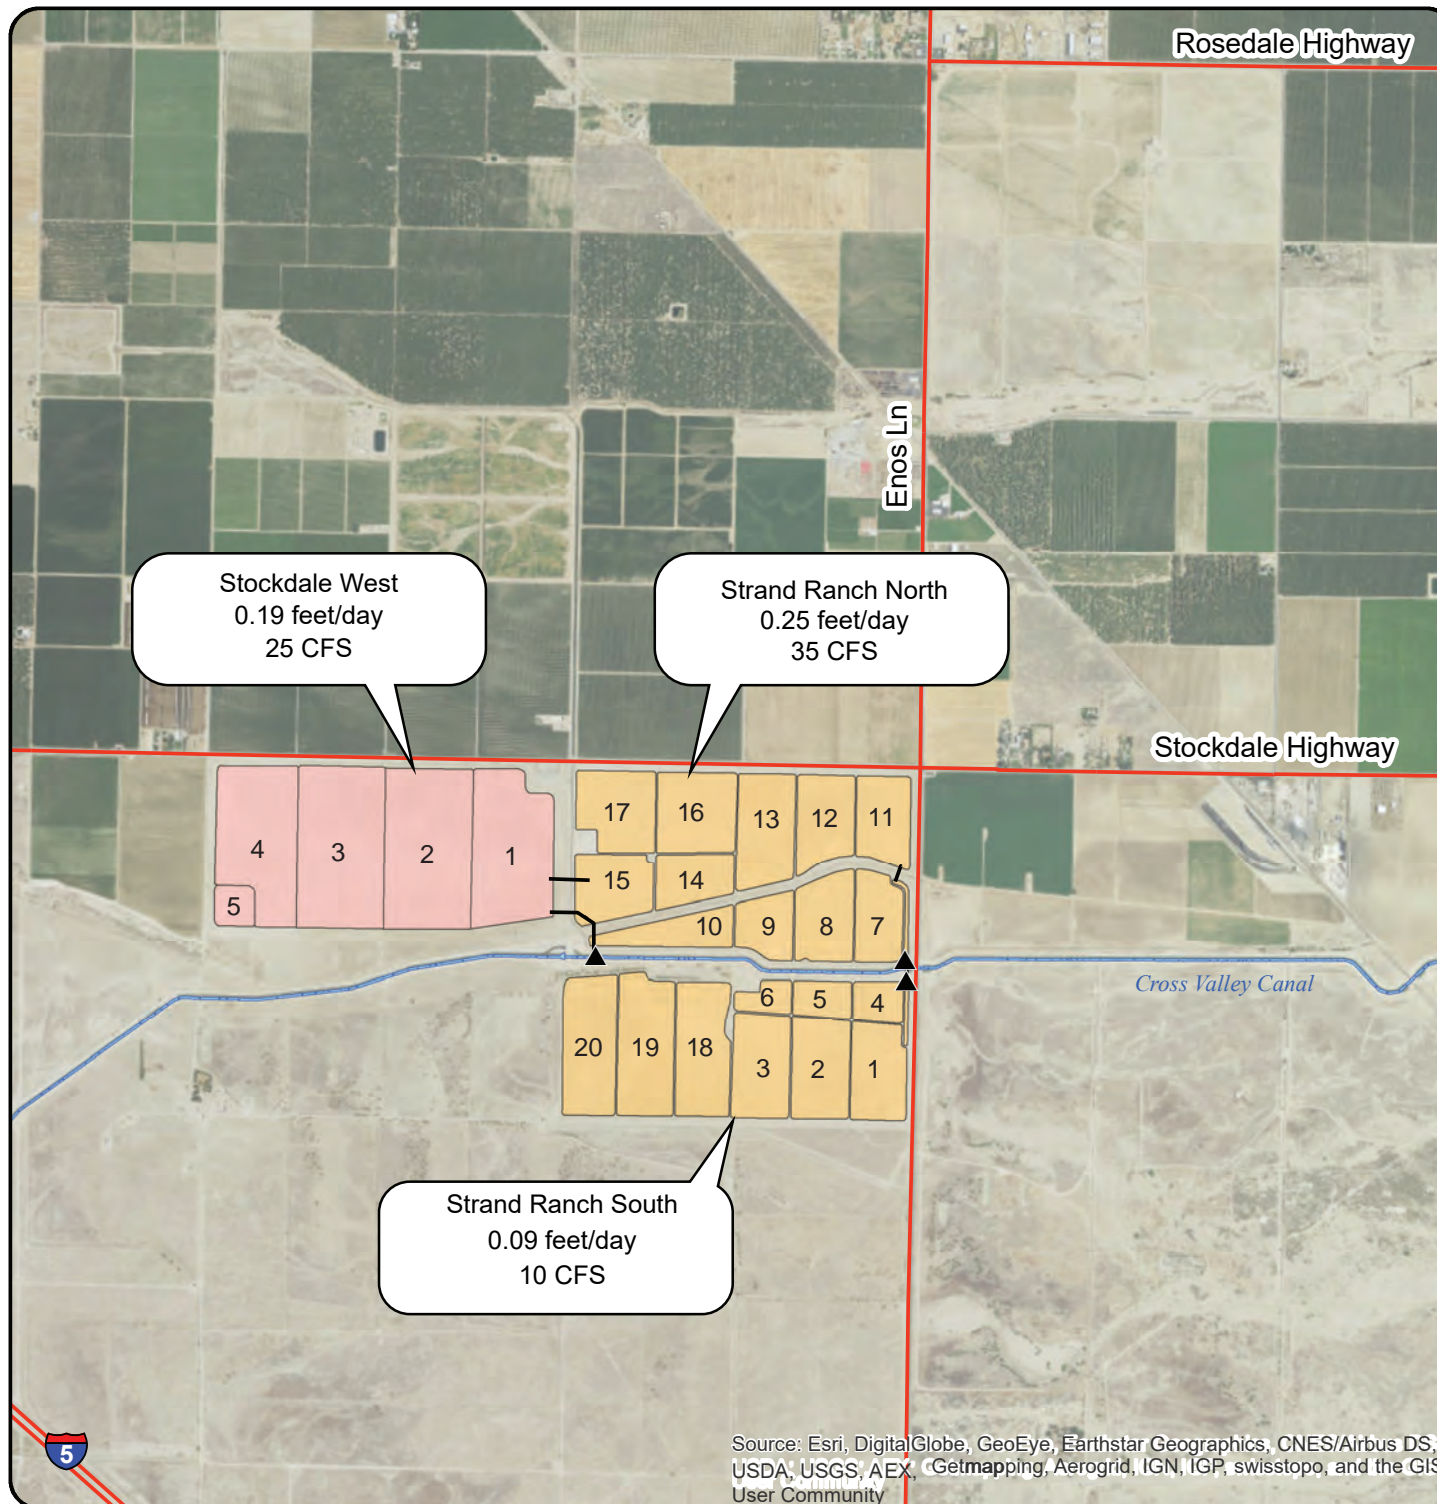 Rosedale Highway
Enos Ln
Stockdale West
0.19 feet/day
25 CFS
Strand Ranch North
0.25 feet/day
35 CFS
Stockdale Highway
17
16
13
12
11
4
3
2
1
15
14
5
10
9
8
7
Cross Valley Canal
6
5
4
20
19
18
3
2
1
Strand Ranch South
0.09 feet/day
10 CFS
5
Source: Esri, DigitalGlobe, GeoEye, Earthstar Geographics, CNES/Airbus DS,
USDA, USGS, AEX, Getmapping, Aerogrid, IGN, IGP, swisstopo, and the GIS
User Community